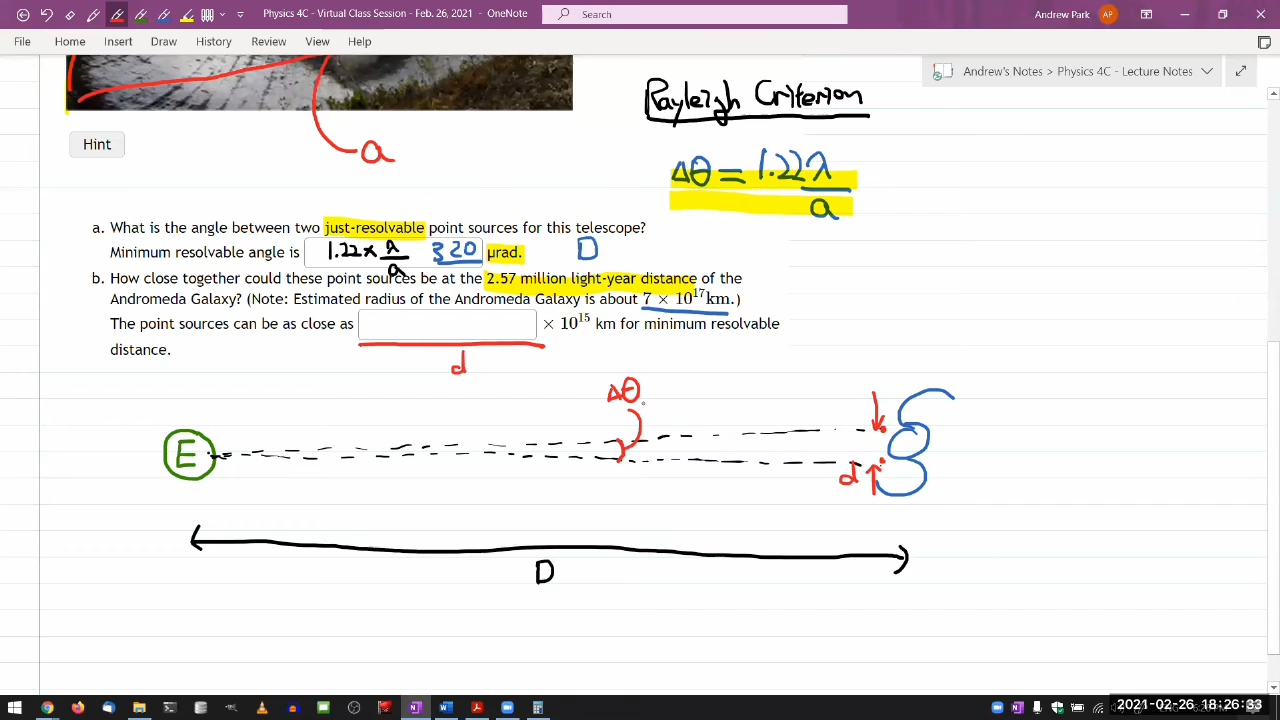 Physics 4C - Virtual Class Session - Feb. 26, 2021 - OneNote
Search
Andrew Park
AP
File Home Insert Draw History Review View Help
Andrew's Notes > Physics 4C - Lecture Notes
Rayleigh Criterion
Hint
a
Δθ = 1.22λ
a
a. What is the angle between two just-resolvable point sources for this telescope?
Minimum resolvable angle is 1.22 × λ/a 320 μrad. D
b. How close together could these point sources be at the 2.57 million light-year distance of the
Andromeda Galaxy? (Note: Estimated radius of the Andromeda Galaxy is about 7 × 10¹⁷km.)
The point sources can be as close as × 10¹⁵ km for minimum resolvable
distance.
d
Δθ
E
d
D
2021-02-26 18:26:33